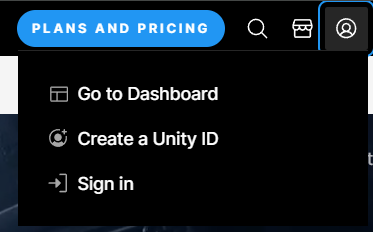 PLANS AND PRICING
Go to Dashboard
Create a Unity ID
Sign in